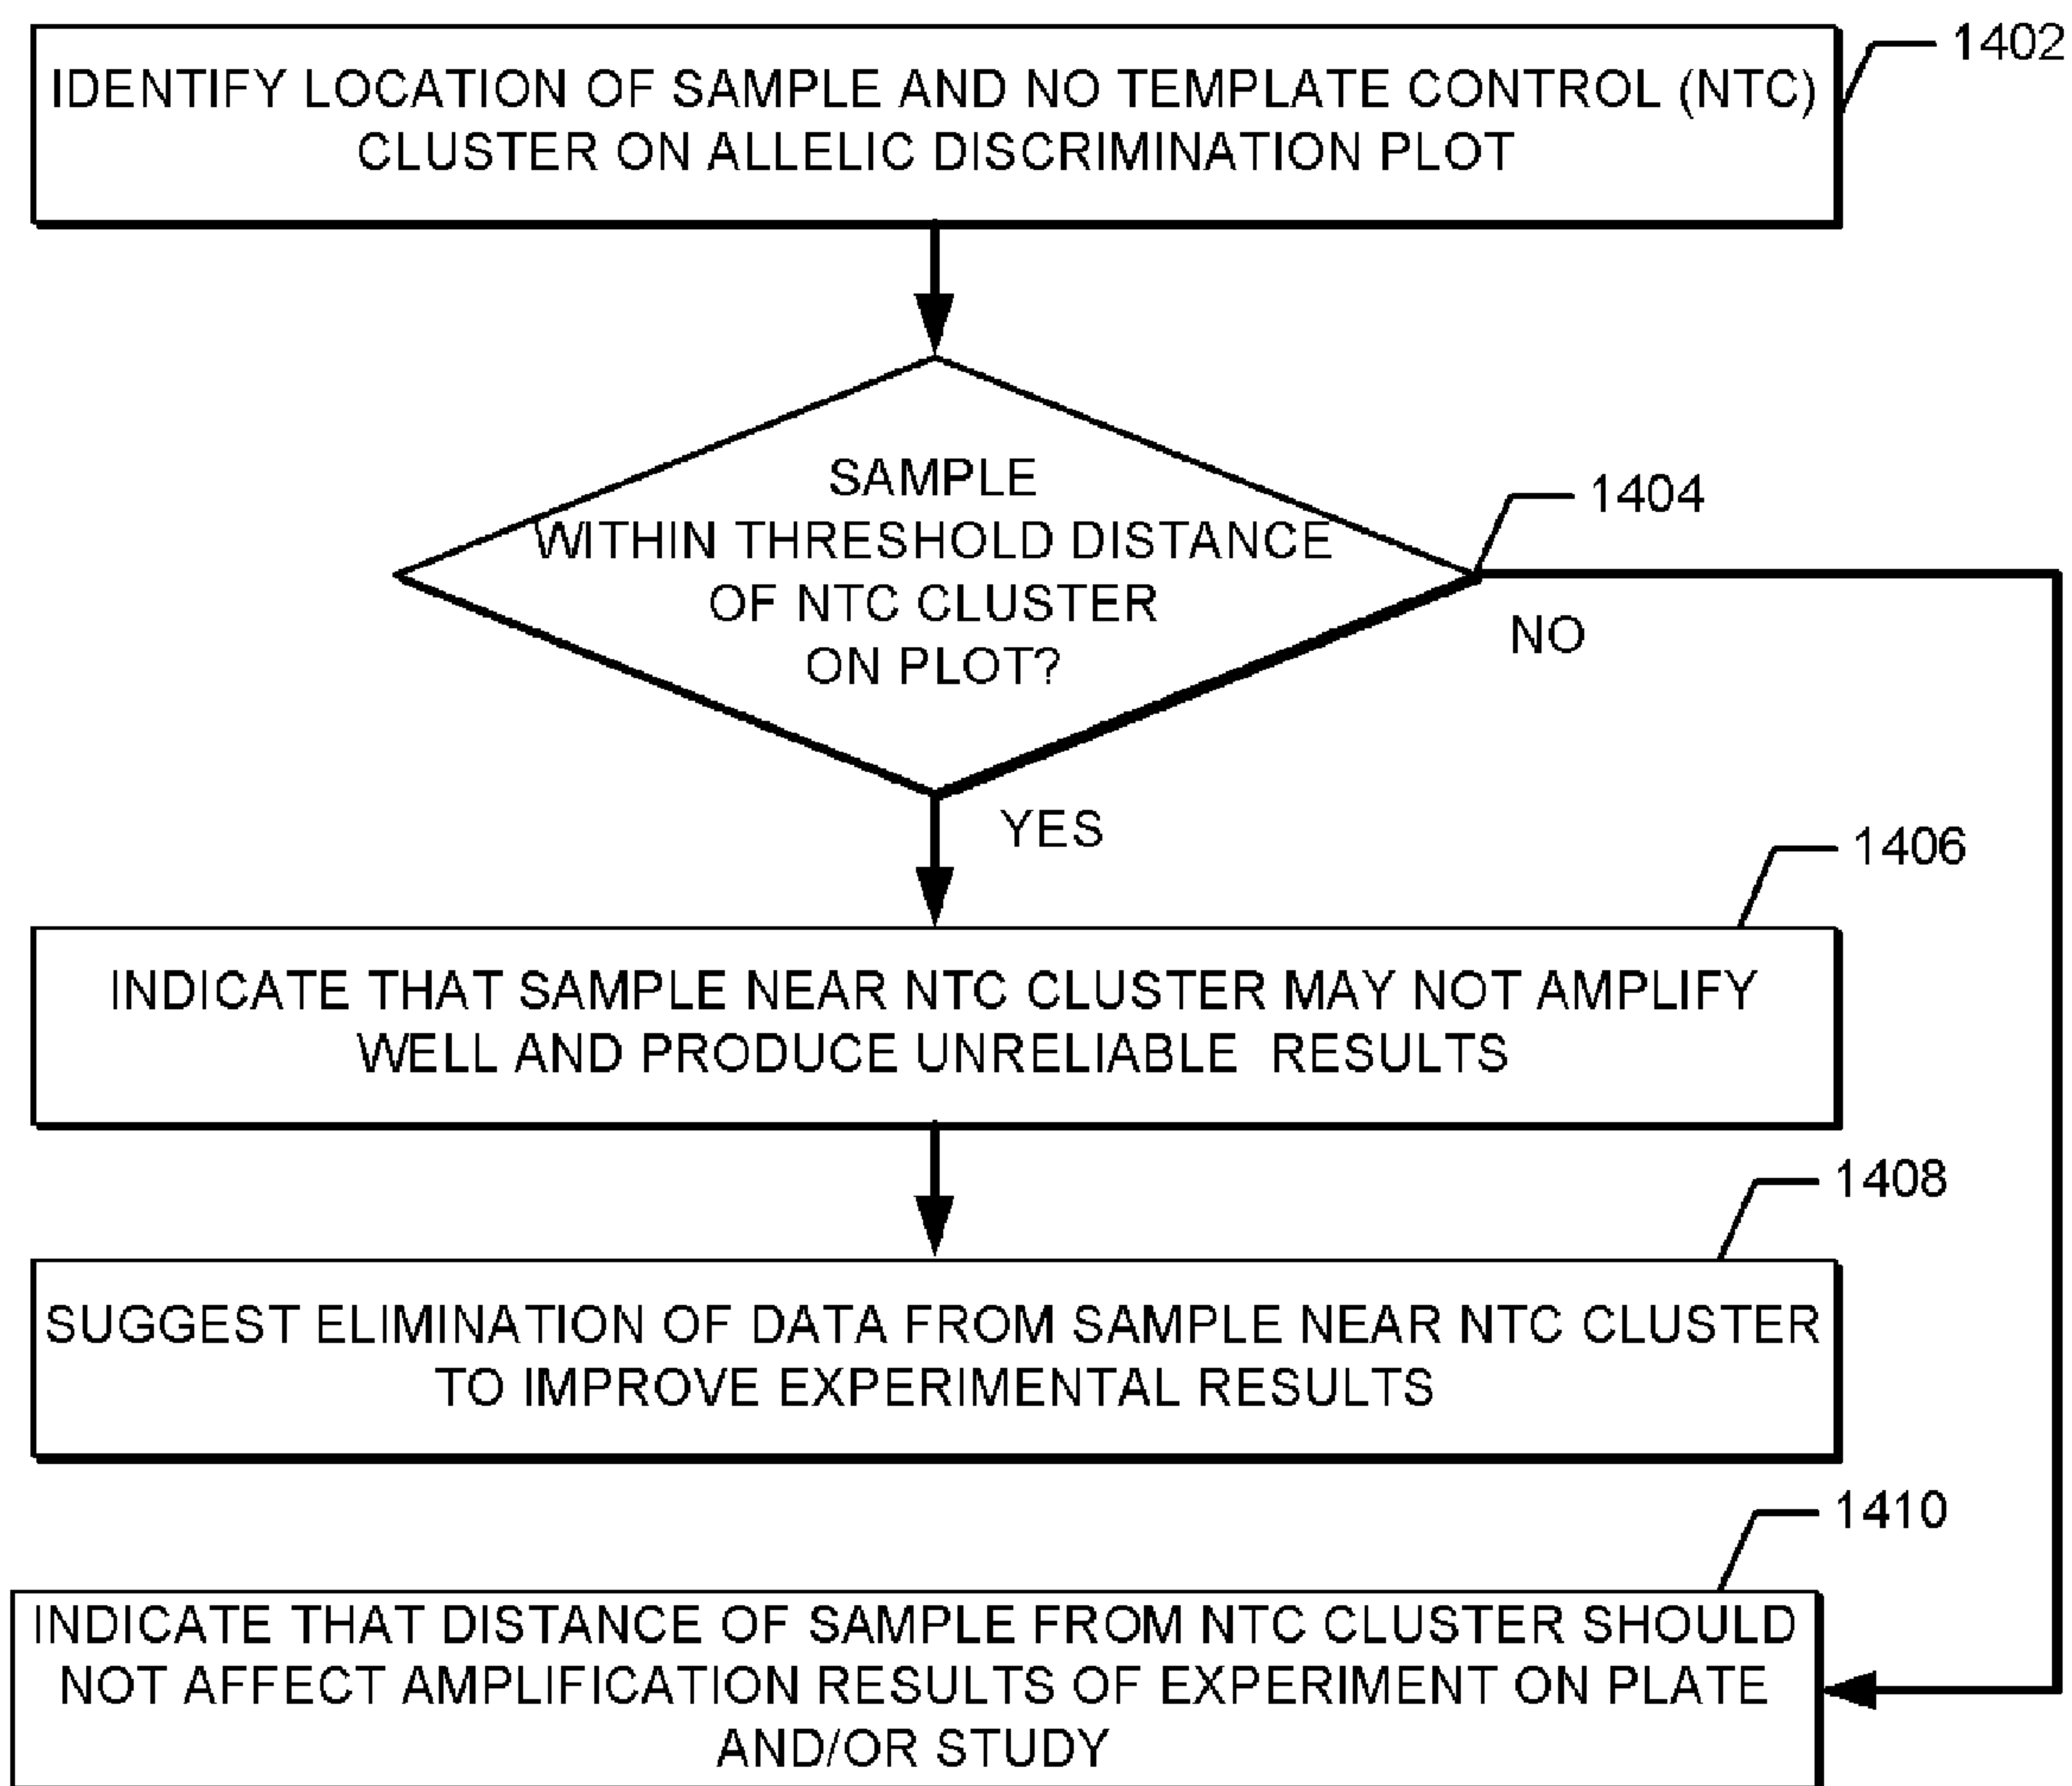 1402
IDENTIFY LOCATION OF SAMPLE AND NO TEMPLATE CONTROL (NTC)
CLUSTER ON ALLELIC DISCRIMINATION PLOT
SAMPLE
WITHIN THRESHOLD DISTANCE
OF NTC CLUSTER
ON PLOT?
1404
NO
YES
1406
INDICATE THAT SAMPLE NEAR NTC CLUSTER MAY NOT AMPLIFY
WELL AND PRODUCE UNRELIABLE RESULTS
1408
SUGGEST ELIMINATION OF DATA FROM SAMPLE NEAR NTC CLUSTER
TO IMPROVE EXPERIMENTAL RESULTS
1410
INDICATE THAT DISTANCE OF SAMPLE FROM NTC CLUSTER SHOULD
NOT AFFECT AMPLIFICATION RESULTS OF EXPERIMENT ON PLATE
AND/OR STUDY